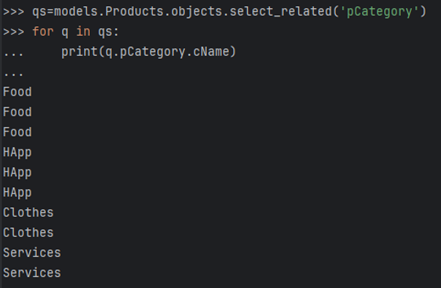 >>> qs=models.Products.objects.select_related('pCategory')
>>> for q in qs:
...     print(q.pCategory.cName)
...
Food
Food
Food
HApp
HApp
HApp
Clothes
Clothes
Services
Services